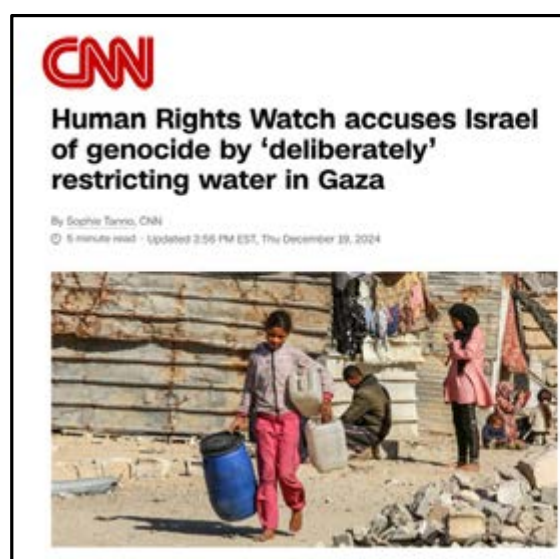 CNN
Human Rights Watch accuses Israel
of genocide by ‘deliberately’
restricting water in Gaza
By Sophie Tanno, CNN
5 minute read · Updated 3:56 PM EST, Thu December 19, 2024